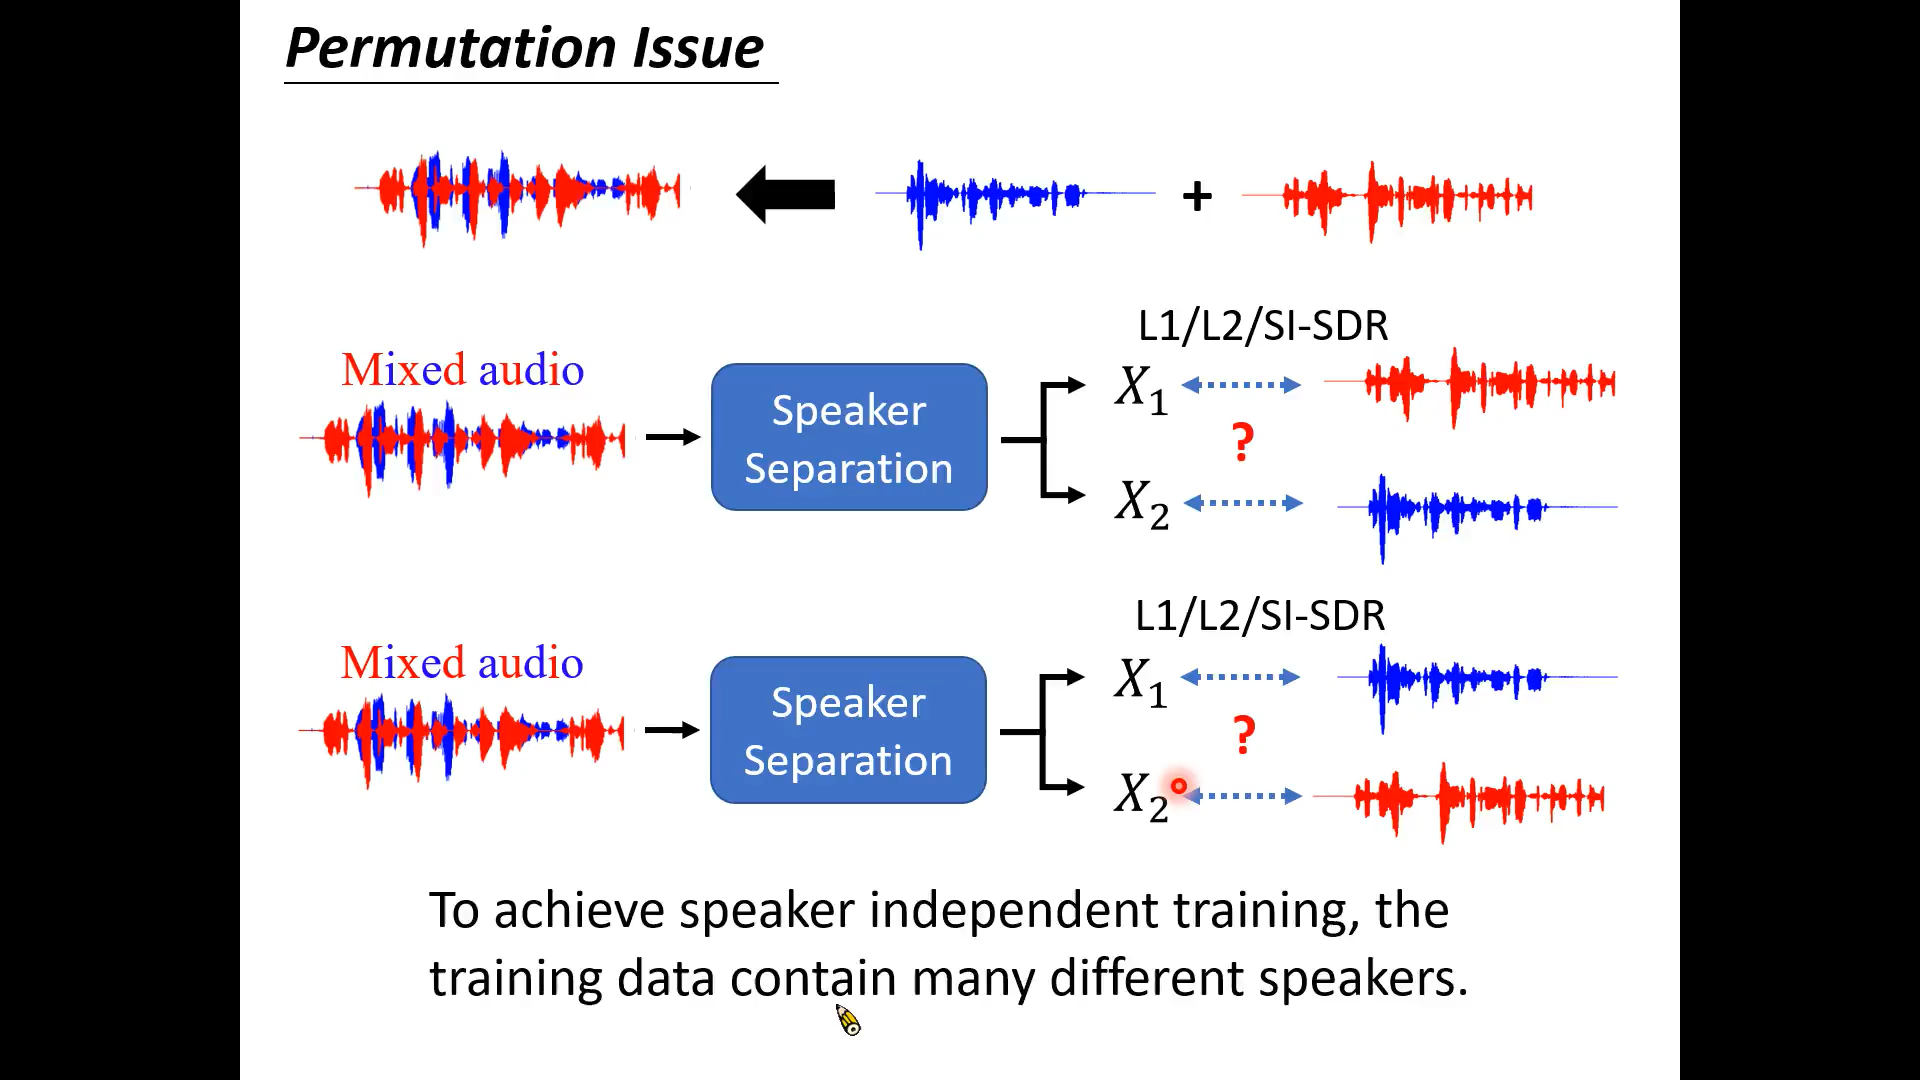 Permutation Issue
+
L1/L2/SI-SDR
Mixed audio
Speaker
Separation
X₁
?
X₂
L1/L2/SI-SDR
Mixed audio
Speaker
Separation
X₁
?
X₂
To achieve speaker independent training, the
training data contain many different speakers.